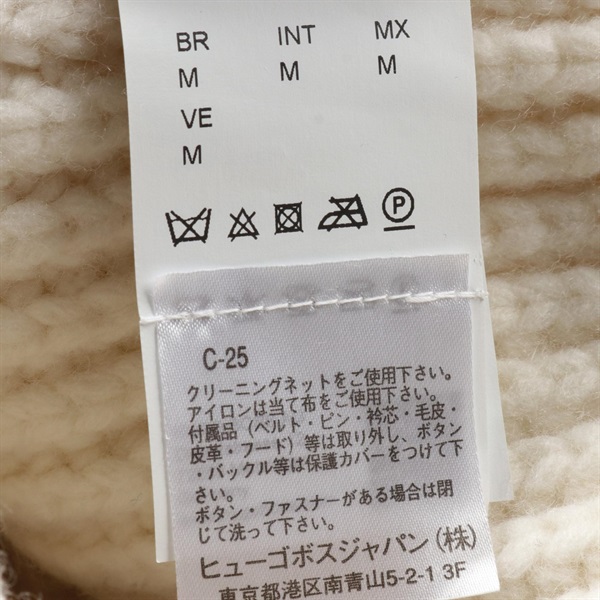 BR INT MX
M M M
VE
M
P
C-25
クリーニングネットをご使用下さい。
アイロンは当て布をご使用下さい。
付属品（ベルト・ピン・衿芯・毛皮・
皮革・フード）等は取り外し、ボタン
・バックル等は保護カバーをつけて下
さい。
ボタン・ファスナーがある場合は閉
じて洗って下さい。
ヒューゴボスジャパン（株）
東京都港区南青山5-2-1 3F